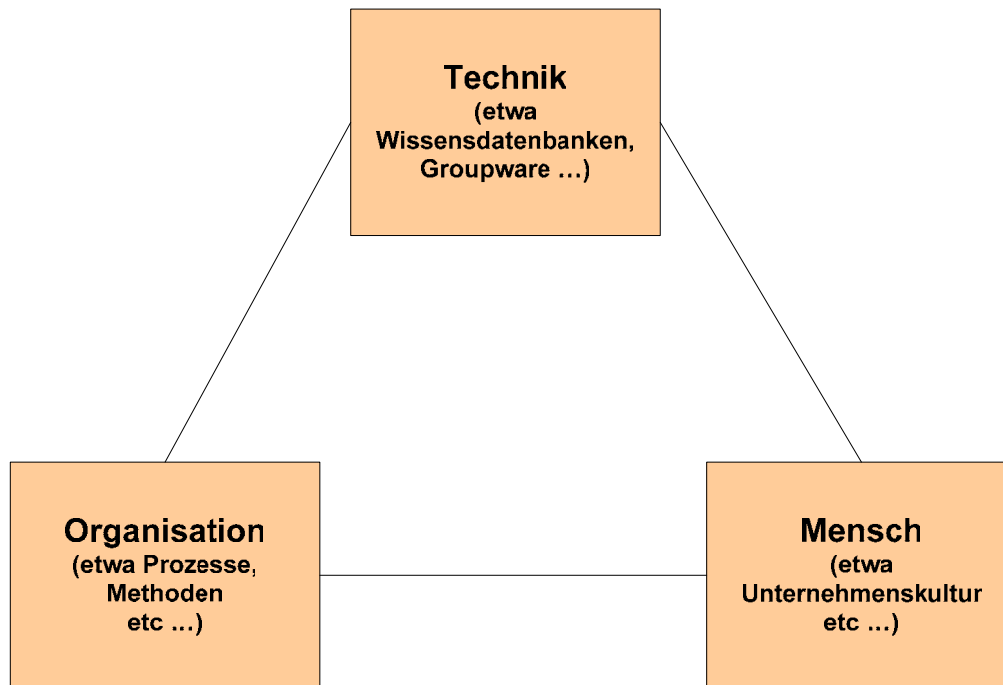 Technik
(etwa
Wissensdatenbanken,
Groupware ...)
Organisation
(etwa Prozesse,
Methoden
etc ...)
Mensch
(etwa
Unternehmenskultur
etc ...)